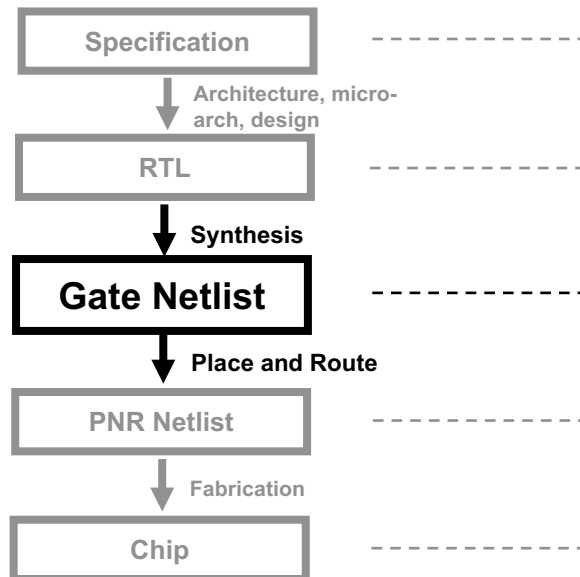 Specification
Architecture, micro-
arch, design
RTL
Synthesis
Gate Netlist
Place and Route
PNR Netlist
Fabrication
Chip